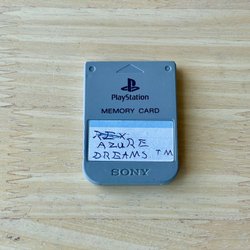 PlayStation
MEMORY CARD
REX
AZURE
DREAMS TM
SONY